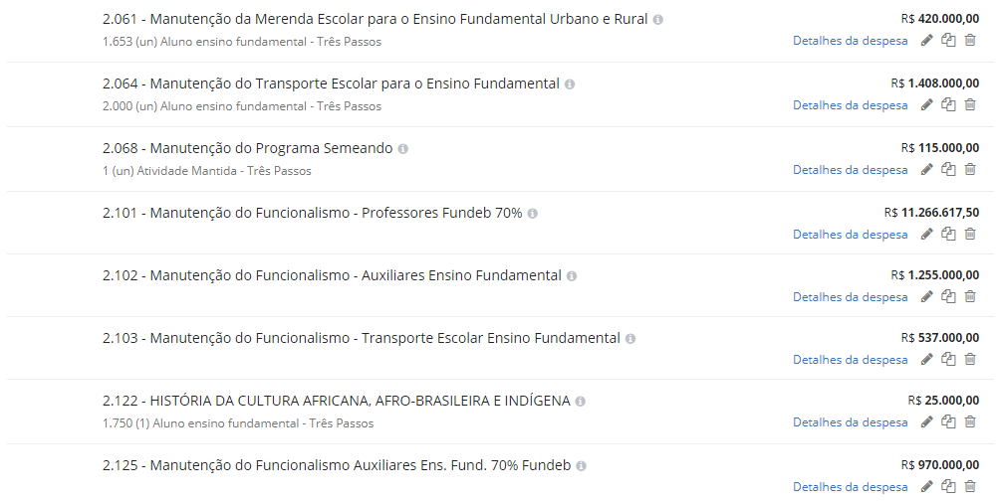 2.061 - Manutenção da Merenda Escolar para o Ensino Fundamental Urbano e Rural R$ 420.000,00
1.653 (un) Aluno ensino fundamental - Três Passos Detalhes da despesa
2.064 - Manutenção do Transporte Escolar para o Ensino Fundamental R$ 1.408.000,00
2.000 (un) Aluno ensino fundamental - Três Passos Detalhes da despesa
2.068 - Manutenção do Programa Semeando R$ 115.000,00
1 (un) Atividade Mantida - Três Passos Detalhes da despesa
2.101 - Manutenção do Funcionalismo - Professores Fundeb 70% R$ 11.266.617,50
Detalhes da despesa
2.102 - Manutenção do Funcionalismo - Auxiliares Ensino Fundamental R$ 1.255.000,00
Detalhes da despesa
2.103 - Manutenção do Funcionalismo - Transporte Escolar Ensino Fundamental R$ 537.000,00
Detalhes da despesa
2.122 - HISTÓRIA DA CULTURA AFRICANA, AFRO-BRASILEIRA E INDÍGENA R$ 25.000,00
1.750 (1) Aluno ensino fundamental - Três Passos Detalhes da despesa
2.125 - Manutenção do Funcionalismo Auxiliares Ens. Fund. 70% Fundeb R$ 970.000,00
Detalhes da despesa